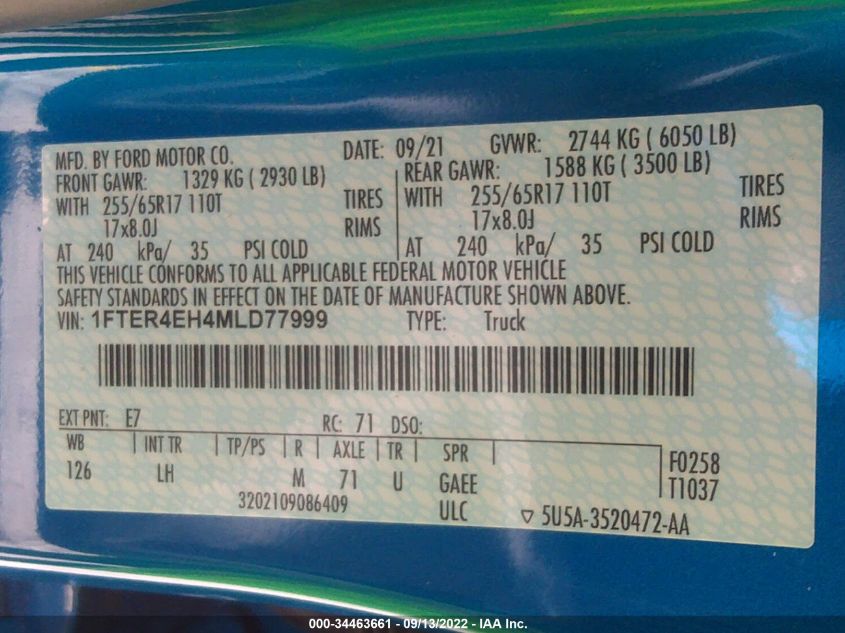 MFD. BY FORD MOTOR CO. DATE: 09/21 GVWR: 2744 KG ( 6050 LB)
FRONT GAWR: 1329 KG ( 2930 LB) REAR GAWR: 1588 KG ( 3500 LB)
WITH 255/65R17 110T TIRES WITH 255/65R17 110T TIRES
17x8.0J RIMS 17x8.0J RIMS
AT 240 kPa/ 35 PSI COLD AT 240 kPa/ 35 PSI COLD
THIS VEHICLE CONFORMS TO ALL APPLICABLE FEDERAL MOTOR VEHICLE
SAFETY STANDARDS IN EFFECT ON THE DATE OF MANUFACTURE SHOWN ABOVE.
VIN: 1FTER4EH4MLD77999 TYPE: Truck
EXT PNT: E7 RC: 71 DSO:
WB INT TR TP/PS R AXLE TR SPR F0258
126 LH M 71 U GAEE T1037
3202109086409 ULC ▽ 5U5A-3520472-AA
000-34463661 - 09/13/2022 - IAA Inc.